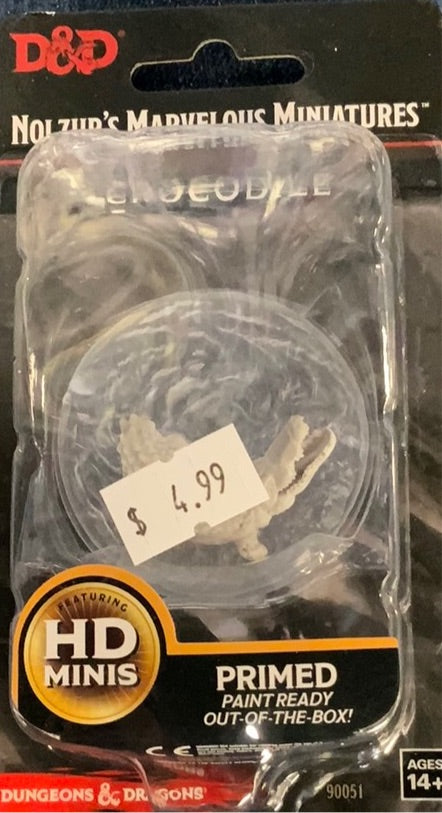 D&D
NOLZUR'S MARVELOUS MINIATURES™
CROCODILE
$ 4.99
FEATURING
HD
MINIS
PRIMED
PAINT READY
OUT-OF-THE-BOX!
CE
DUNGEONS & DRAGONS®
90051
AGES
14+